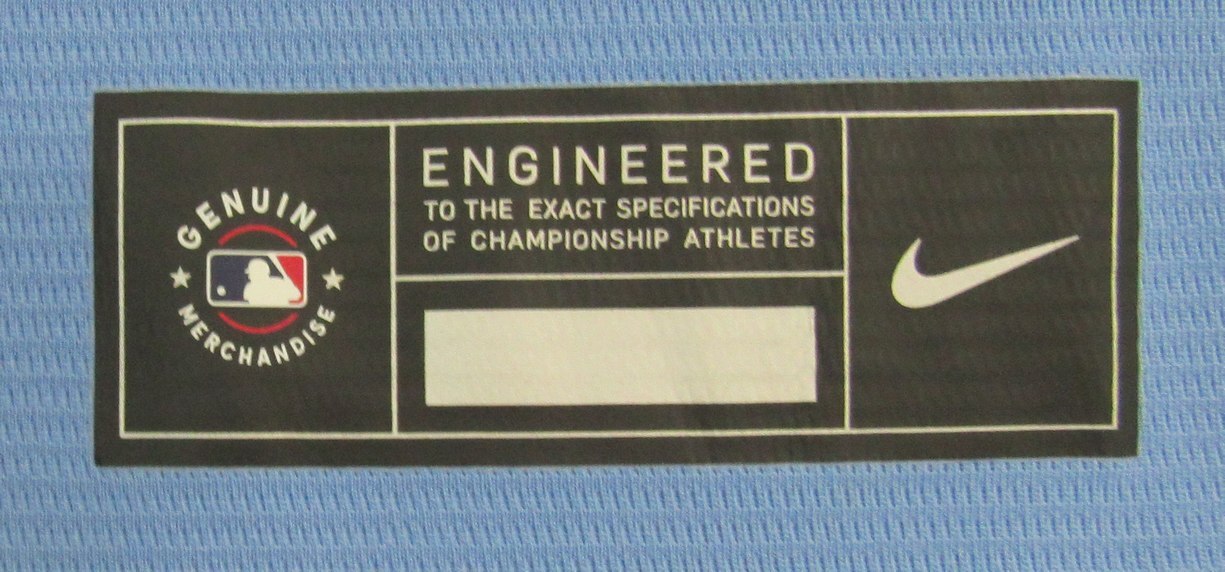 GENUINE
MERCHANDISE
ENGINEERED
TO THE EXACT SPECIFICATIONS
OF CHAMPIONSHIP ATHLETES